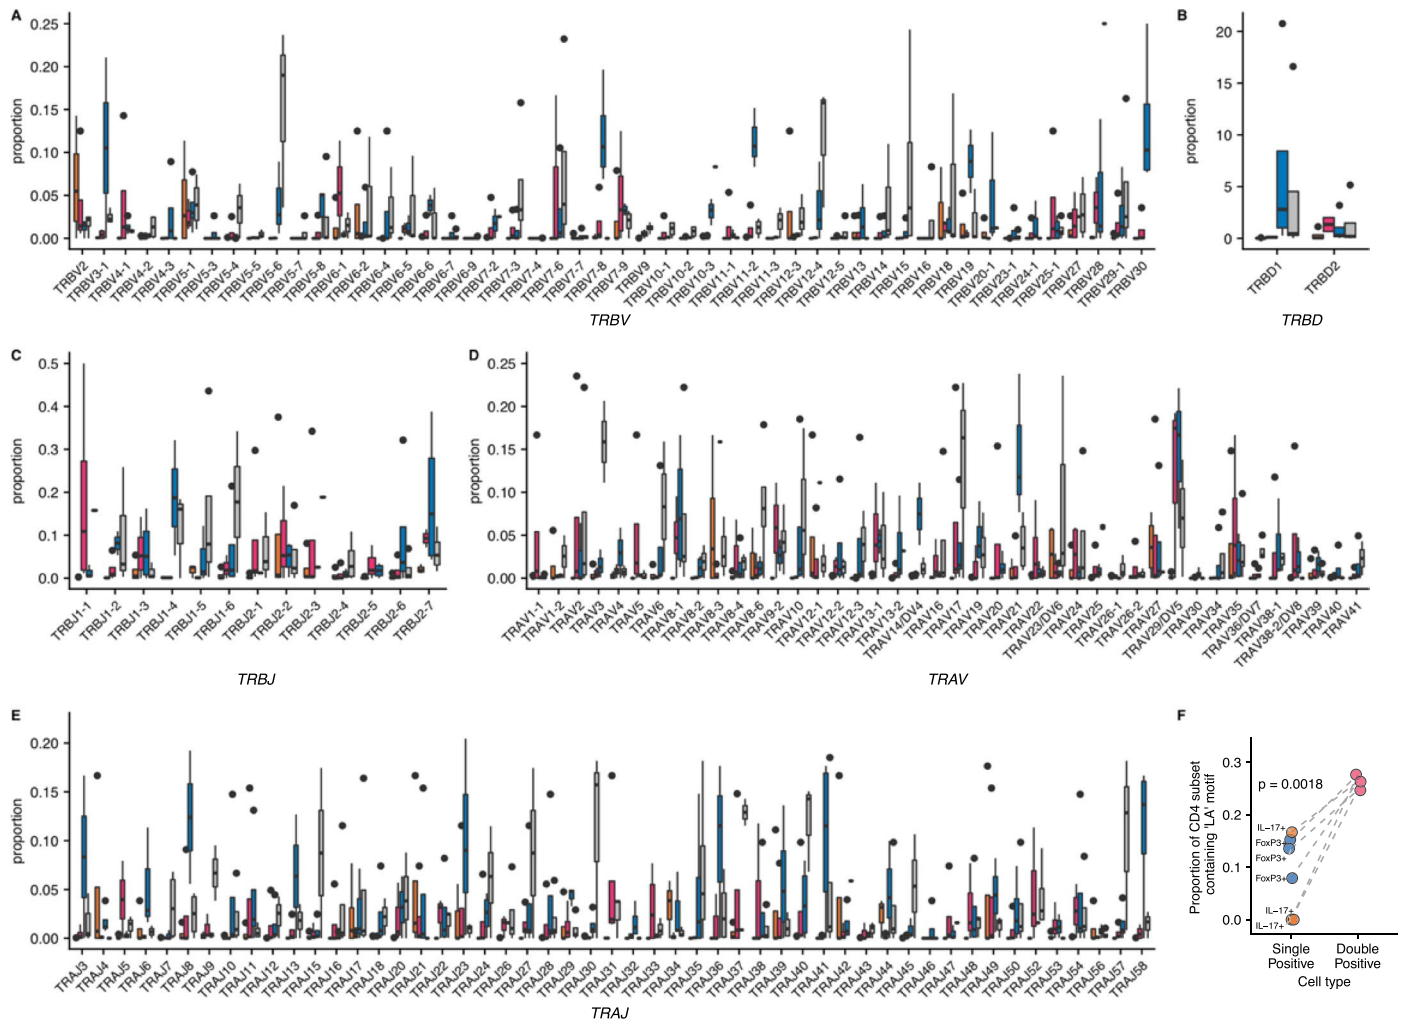 A
0.25
0.20
0.15
0.10
0.05
0.00
proportion
TRBV2
TRBV3-1
TRBV4-1
TRBV4-2
TRBV4-3
TRBV5-1
TRBV5-3
TRBV5-4
TRBV5-5
TRBV5-6
TRBV5-7
TRBV5-8
TRBV6-1
TRBV6-2
TRBV6-4
TRBV6-5
TRBV6-6
TRBV6-7
TRBV6-9
TRBV7-2
TRBV7-3
TRBV7-4
TRBV7-6
TRBV7-7
TRBV7-8
TRBV7-9
TRBV9
TRBV10-1
TRBV10-2
TRBV10-3
TRBV11-1
TRBV11-2
TRBV11-3
TRBV12-3
TRBV12-4
TRBV12-5
TRBV13
TRBV14
TRBV15
TRBV16
TRBV18
TRBV19
TRBV20-1
TRBV23-1
TRBV24-1
TRBV25-1
TRBV27
TRBV28
TRBV29-1
TRBV30
TRBV
B
20
15
10
5
0
proportion
TRBD1
TRBD2
TRBD
C
0.5
0.4
0.3
0.2
0.1
0.0
proportion
TRBJ1-1
TRBJ1-2
TRBJ1-3
TRBJ1-4
TRBJ1-5
TRBJ1-6
TRBJ2-1
TRBJ2-2
TRBJ2-3
TRBJ2-4
TRBJ2-5
TRBJ2-6
TRBJ2-7
TRBJ
D
0.25
0.20
0.15
0.10
0.05
0.00
proportion
TRAV1-1
TRAV1-2
TRAV2
TRAV3
TRAV4
TRAV5
TRAV6
TRAV8-1
TRAV8-2
TRAV8-3
TRAV8-4
TRAV8-6
TRAV9-2
TRAV10
TRAV12-1
TRAV12-2
TRAV12-3
TRAV13-1
TRAV13-2
TRAV14/DV4
TRAV16
TRAV17
TRAV19
TRAV20
TRAV21
TRAV22
TRAV23/DV6
TRAV24
TRAV25
TRAV26-1
TRAV26-2
TRAV27
TRAV29/DV5
TRAV30
TRAV34
TRAV35
TRAV36/DV7
TRAV38-1
TRAV38-2/DV8
TRAV39
TRAV40
TRAV41
TRAV
E
0.20
0.15
0.10
0.05
0.00
proportion
TRAJ3
TRAJ4
TRAJ5
TRAJ6
TRAJ7
TRAJ8
TRAJ9
TRAJ10
TRAJ11
TRAJ12
TRAJ13
TRAJ15
TRAJ16
TRAJ17
TRAJ18
TRAJ20
TRAJ21
TRAJ22
TRAJ23
TRAJ24
TRAJ26
TRAJ27
TRAJ28
TRAJ29
TRAJ30
TRAJ31
TRAJ32
TRAJ33
TRAJ34
TRAJ35
TRAJ36
TRAJ37
TRAJ38
TRAJ39
TRAJ40
TRAJ41
TRAJ42
TRAJ43
TRAJ44
TRAJ45
TRAJ46
TRAJ47
TRAJ48
TRAJ49
TRAJ50
TRAJ52
TRAJ53
TRAJ54
TRAJ56
TRAJ57
TRAJ58
TRAJ
F
0.3
0.2
0.1
0.0
Proportion of CD4 subset
containing 'LA' motif
p = 0.0018
IL-17+
FoxP3+
FoxP3+
FoxP3+
IL-17+
IL-17+
Single
Positive
Double
Positive
Cell type